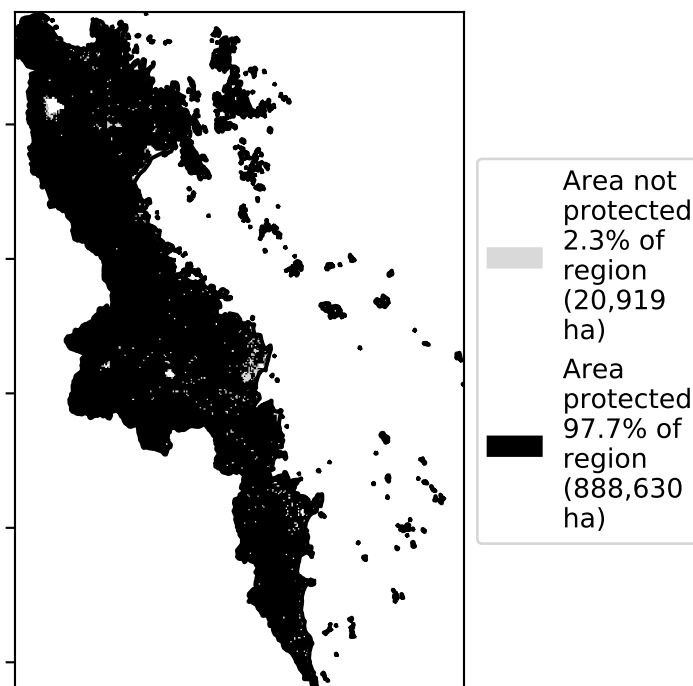 Area not
protected
2.3% of
region
(20,919
ha)
Area
protected
97.7% of
region
(888,630
ha)